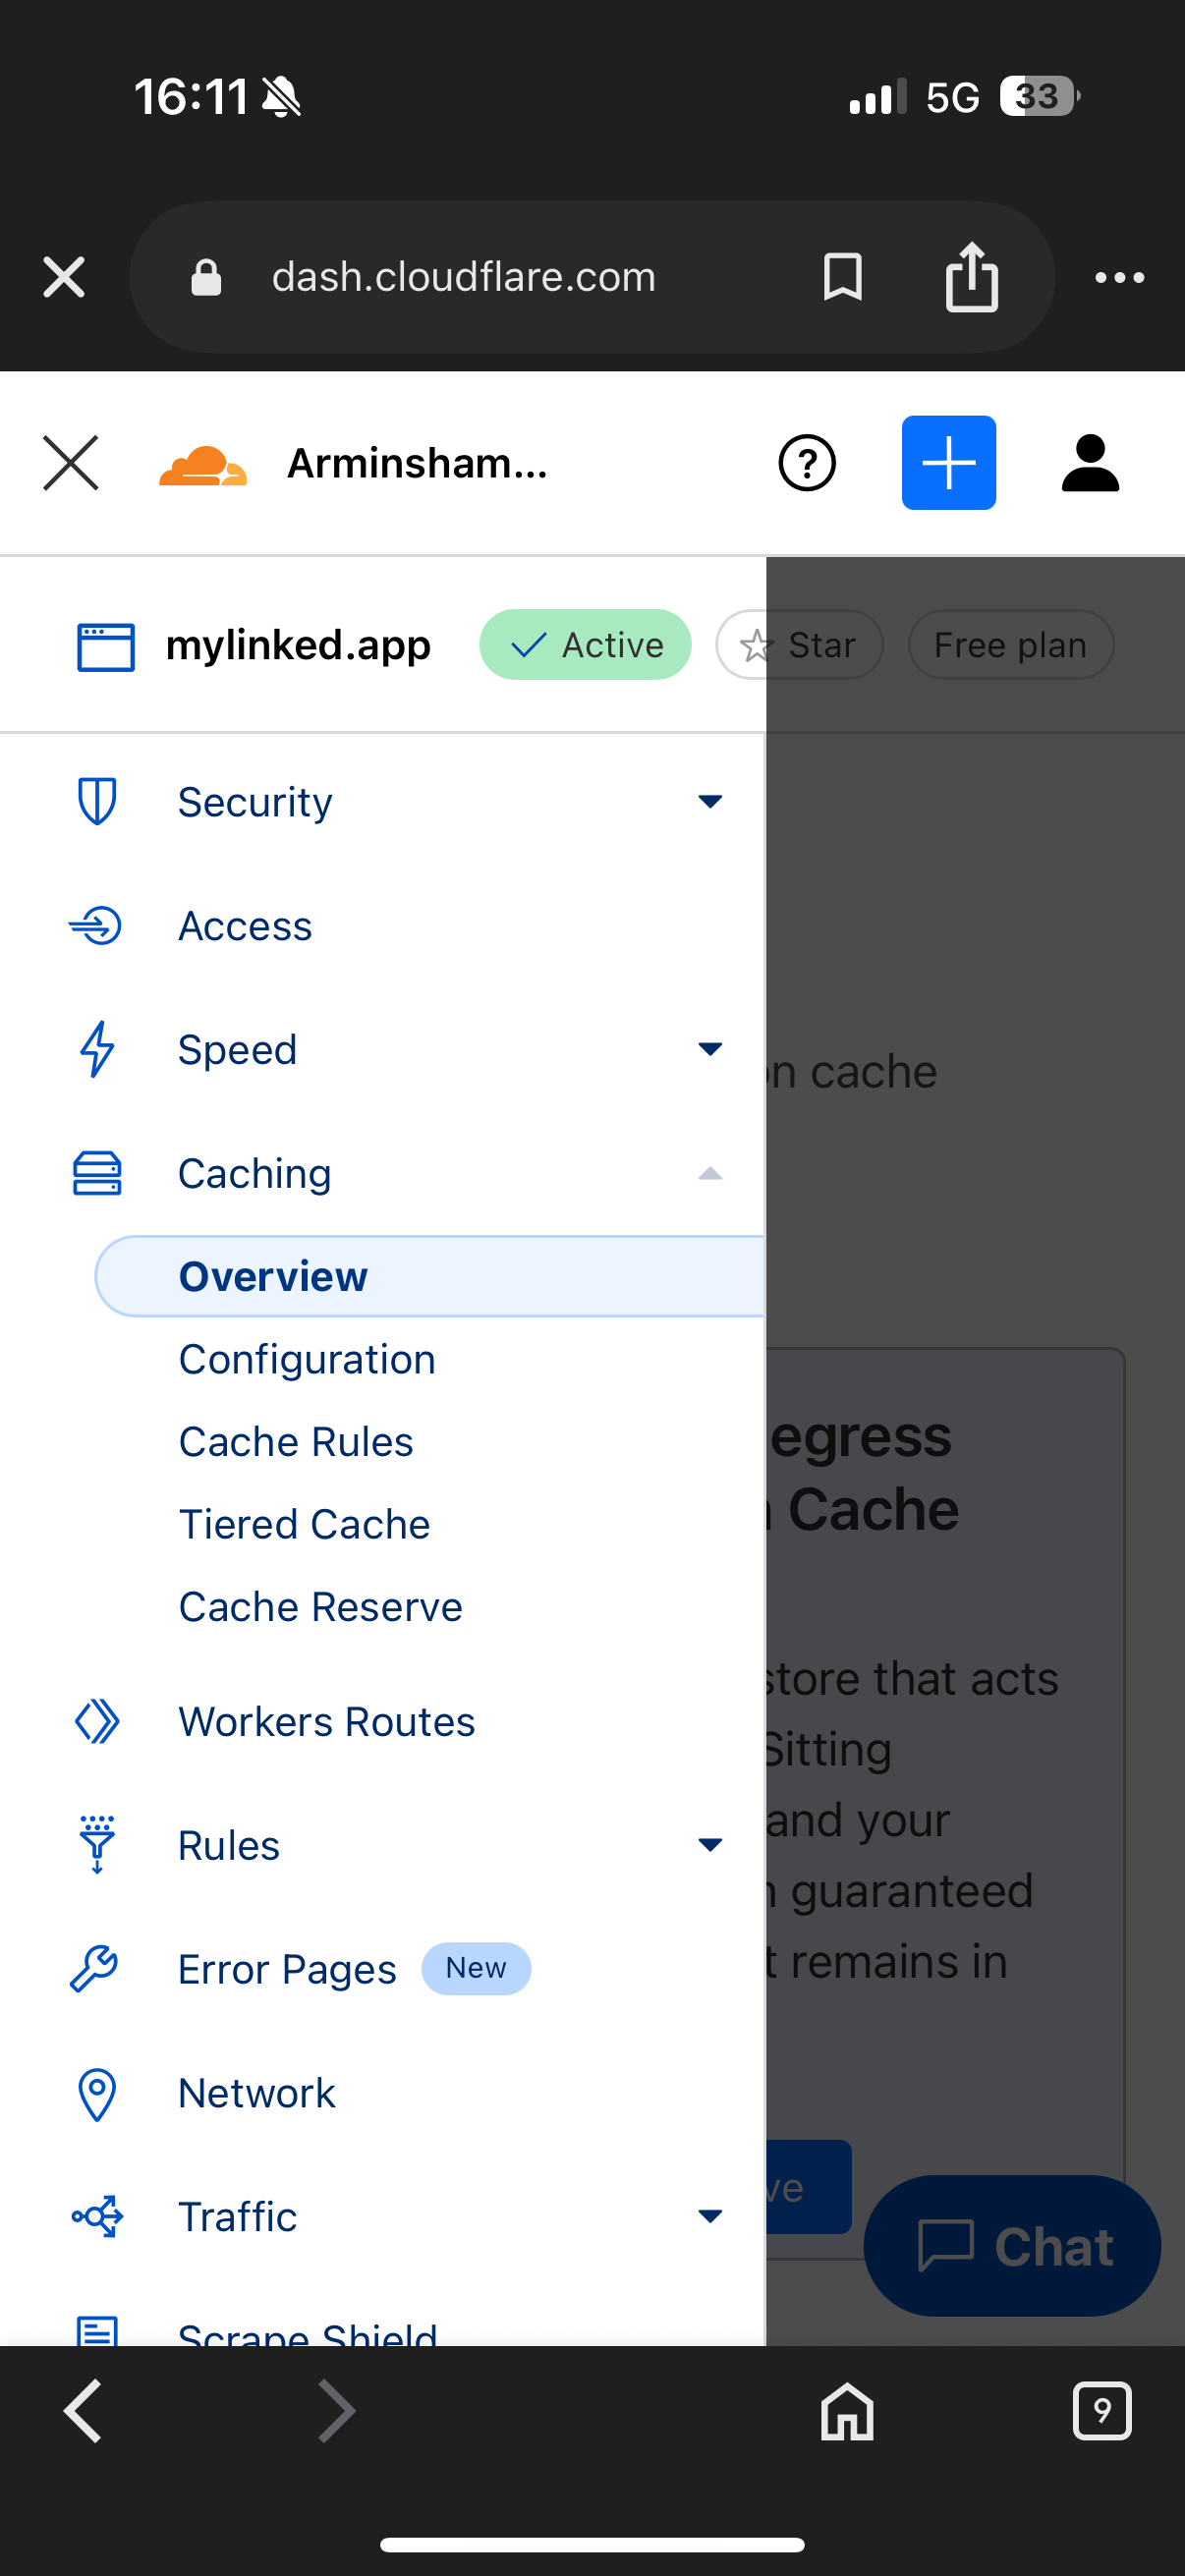 16:11
5G 33
dash.cloudflare.com
Arminsham...
mylinked.app Active Star Free plan
Security
Access
Speed
cache
Caching
Overview
Configuration
egress
Cache Rules
Cache
Tiered Cache
Cache Reserve
that acts
Workers Routes
Sitting
and your
Rules
guaranteed
Error Pages New
remains in
Network
Traffic
Chat
Scrape Shield
9